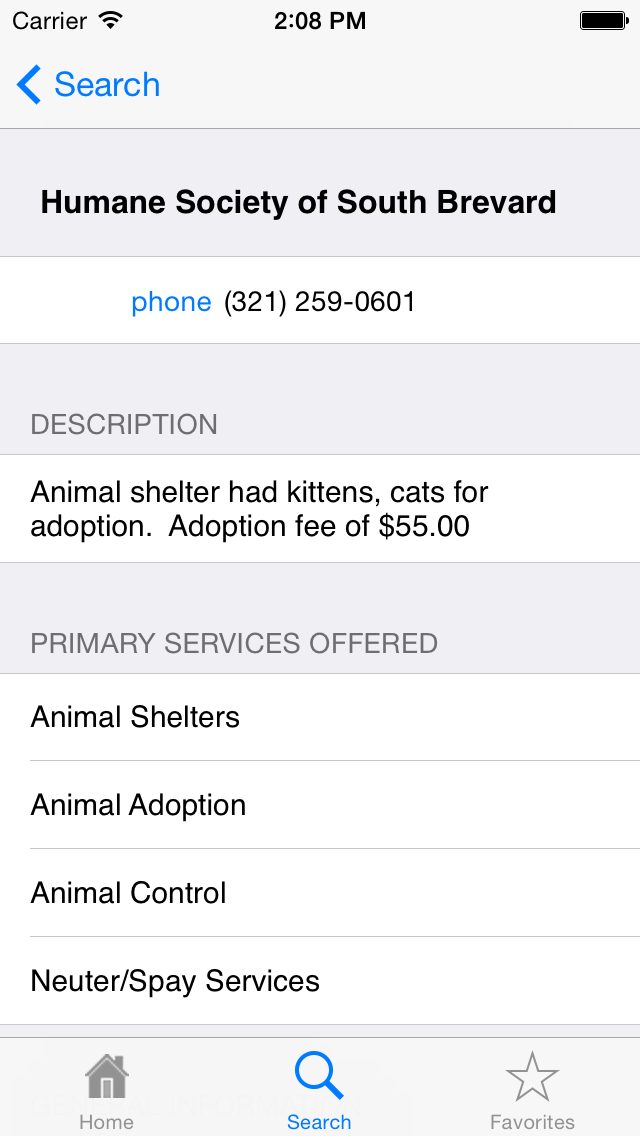 Carrier 2:08 PM
Search
Humane Society of South Brevard
phone (321) 259-0601
DESCRIPTION
Animal shelter had kittens, cats for
adoption.  Adoption fee of $55.00
PRIMARY SERVICES OFFERED
Animal Shelters
Animal Adoption
Animal Control
Neuter/Spay Services
GENERAL INFORMATION
Home Search Favorites